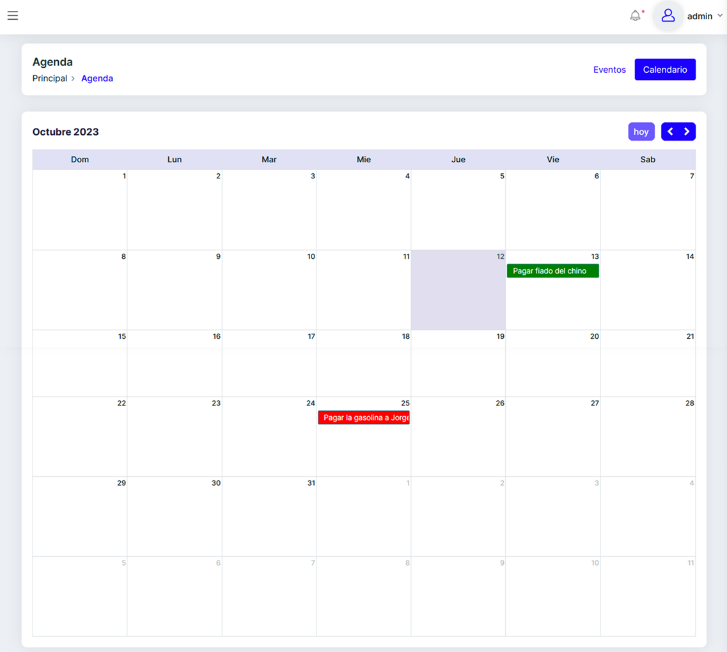 admin
Agenda
Principal > Agenda
Eventos
Calendario
Octubre 2023
hoy
Dom Lun Mar Mie Jue Vie Sab
1 2 3 4 5 6 7
8 9 10 11 12 13 14
Pagar fiado del chino
15 16 17 18 19 20 21
22 23 24 25 26 27 28
Pagar la gasolina a Jorge
29 30 31 1 2 3 4
5 6 7 8 9 10 11